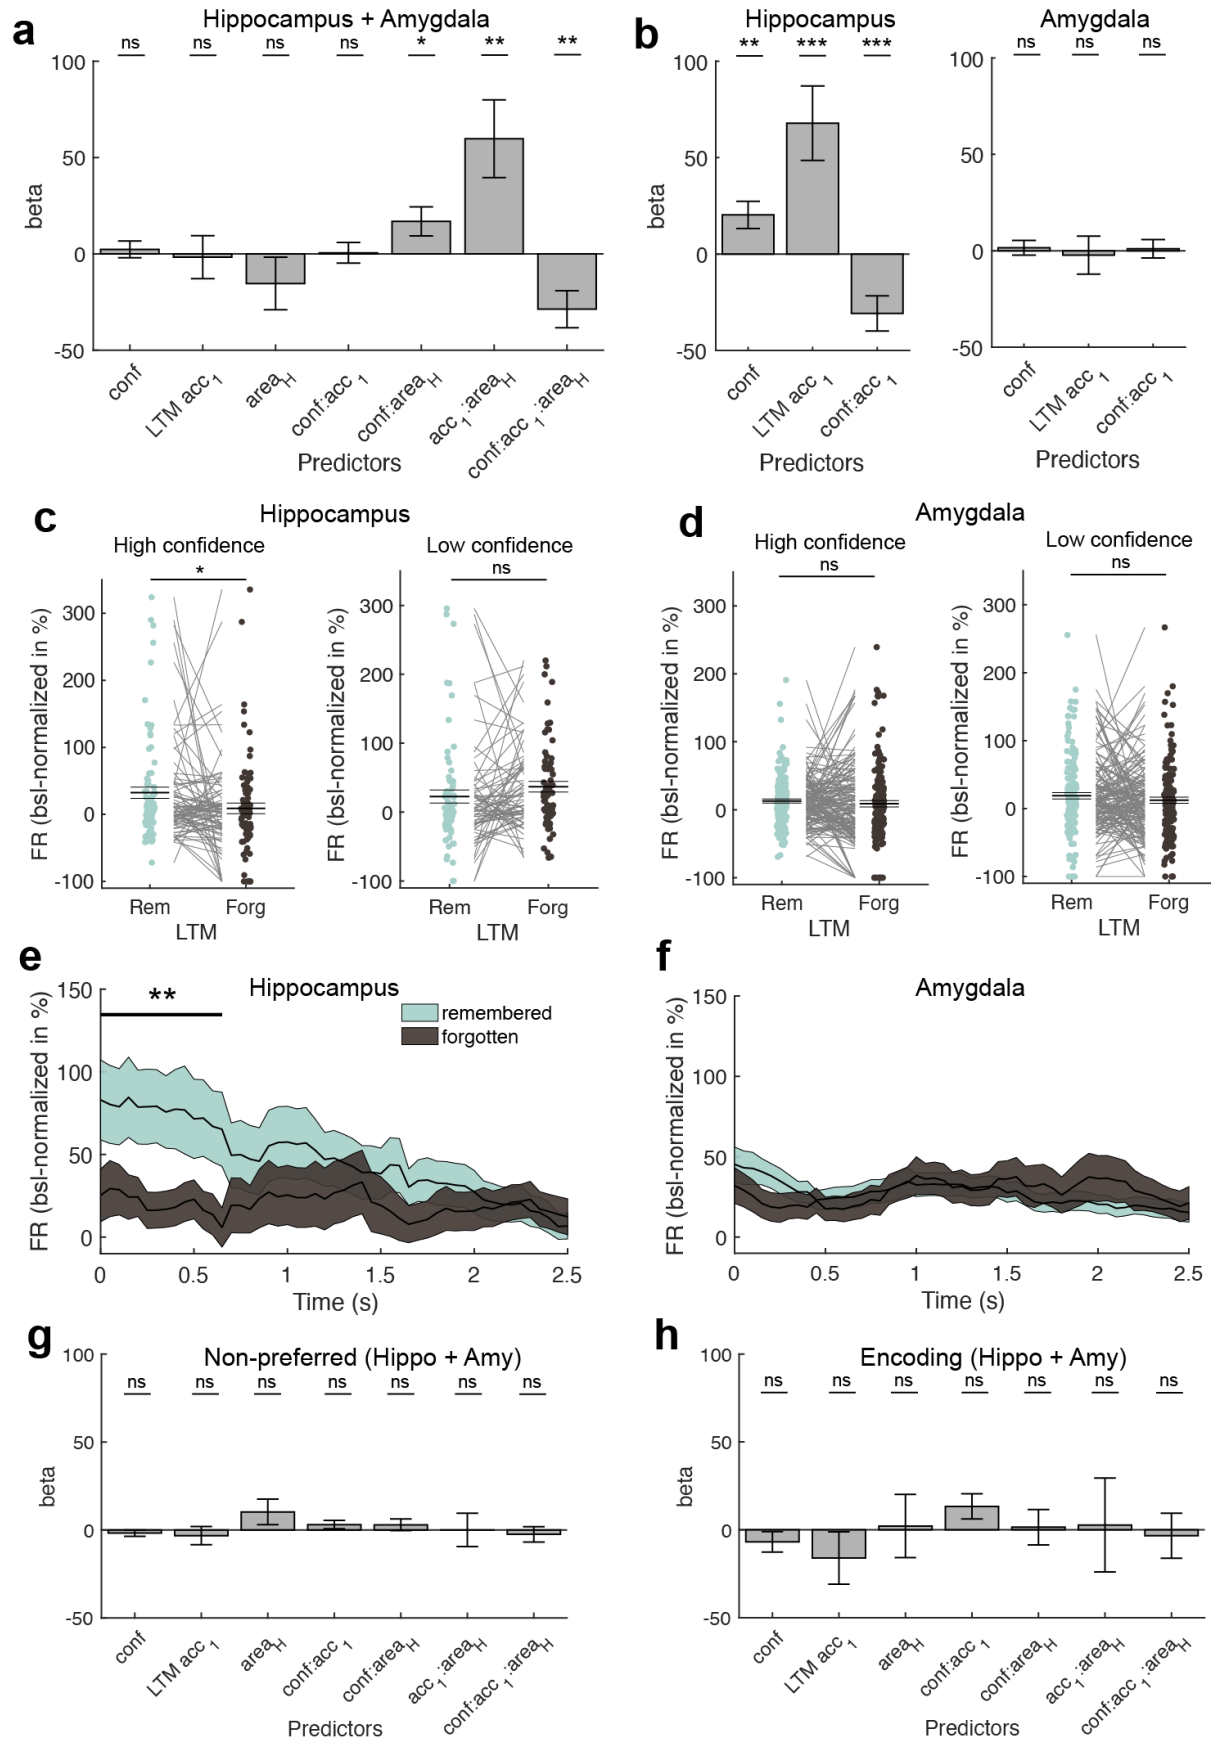 a
Hippocampus + Amygdala
ns ns ns ns * ** **
100
50
0
-50
beta
conf
LTM acc 1
area H
conf:acc 1
conf:area H
acc 1:area H
conf:acc 1:area H
Predictors
b
Hippocampus
** *** ***
100
50
0
-50
beta
conf
LTM acc 1
conf:acc 1
Predictors
Amygdala
ns ns ns
100
50
0
-50
conf
LTM acc 1
conf:acc 1
Predictors
c
Hippocampus
High confidence
*
300
200
100
0
-100
FR (bsl-normalized in %)
Rem Forg
LTM
Low confidence
ns
300
200
100
0
-100
FR (bsl-normalized in %)
Rem Forg
LTM
d
Amygdala
High confidence
ns
300
200
100
0
-100
FR (bsl-normalized in %)
Rem Forg
LTM
Low confidence
ns
300
200
100
0
-100
FR (bsl-normalized in %)
Rem Forg
LTM
e
Hippocampus
**
remembered
forgotten
150
100
50
0
FR (bsl-normalized in %)
0 0.5 1 1.5 2 2.5
Time (s)
f
Amygdala
150
100
50
0
FR (bsl-normalized in %)
0 0.5 1 1.5 2 2.5
Time (s)
g
Non-preferred (Hippo + Amy)
ns ns ns ns ns ns ns
100
50
0
-50
beta
conf
LTM acc 1
area H
conf:acc 1
conf:area H
acc 1:area H
conf:acc 1:area H
Predictors
h
Encoding (Hippo + Amy)
ns ns ns ns ns ns ns
100
50
0
-50
beta
conf
LTM acc 1
area H
conf:acc 1
conf:area H
acc 1:area H
conf:acc 1:area H
Predictors